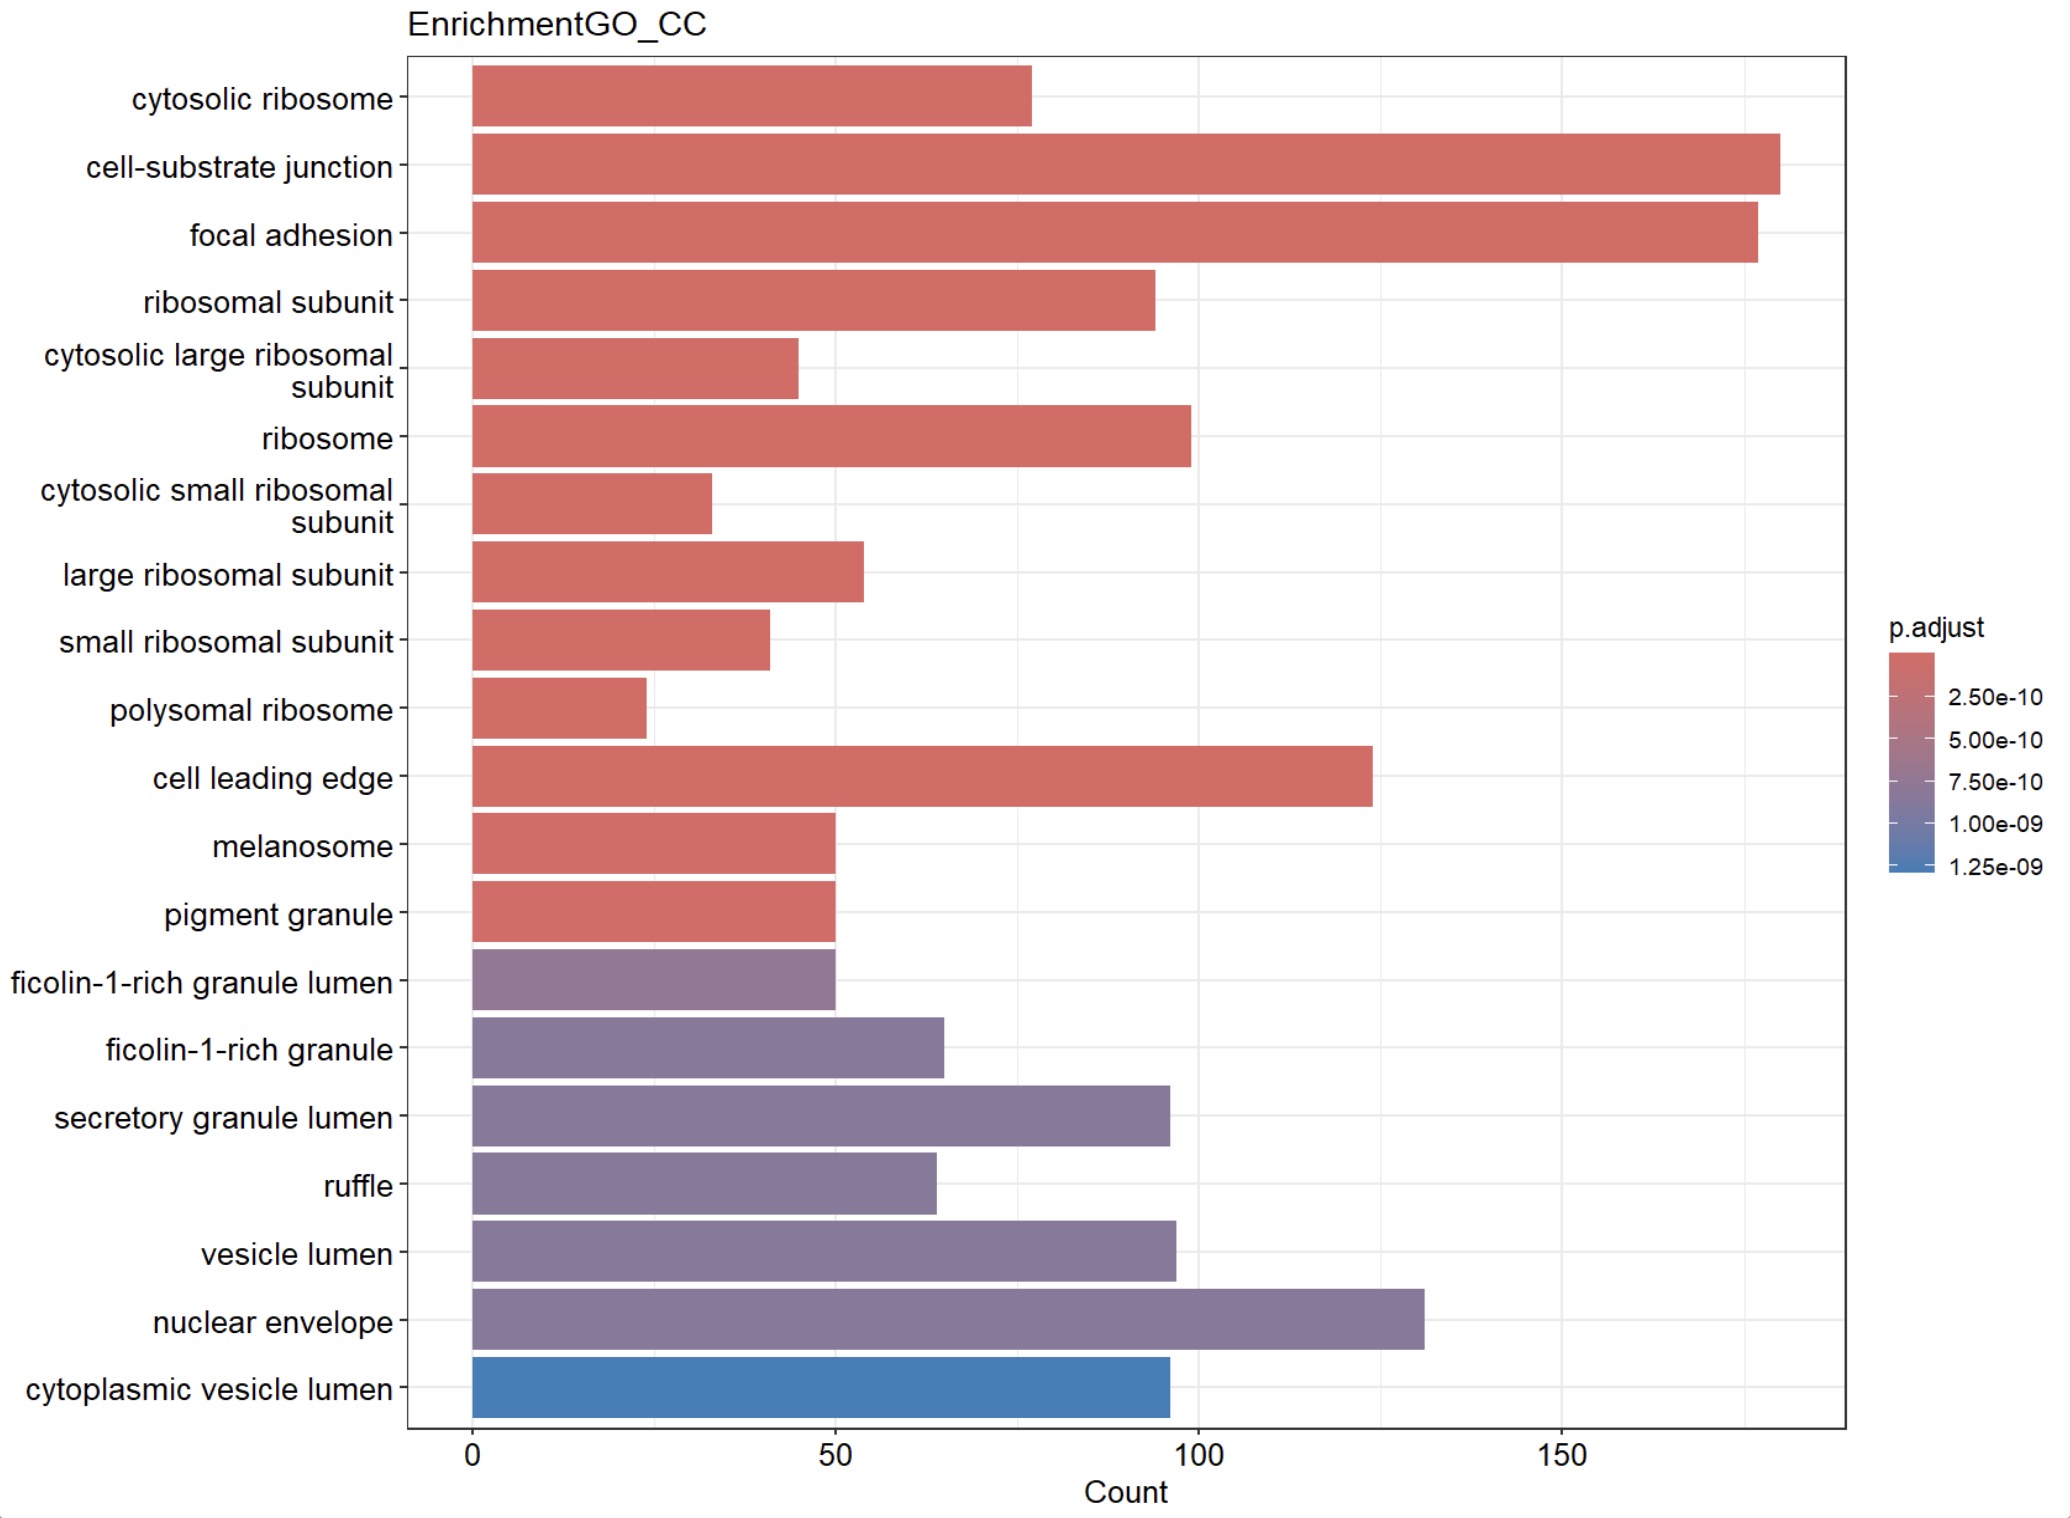 EnrichmentGO_CC
cytosolic ribosome
cell-substrate junction
focal adhesion
ribosomal subunit
cytosolic large ribosomal
subunit
ribosome
cytosolic small ribosomal
subunit
large ribosomal subunit
small ribosomal subunit
polysomal ribosome
cell leading edge
melanosome
pigment granule
ficolin-1-rich granule lumen
ficolin-1-rich granule
secretory granule lumen
ruffle
vesicle lumen
nuclear envelope
cytoplasmic vesicle lumen
0 50 100 150
Count
p.adjust
2.50e-10
5.00e-10
7.50e-10
1.00e-09
1.25e-09